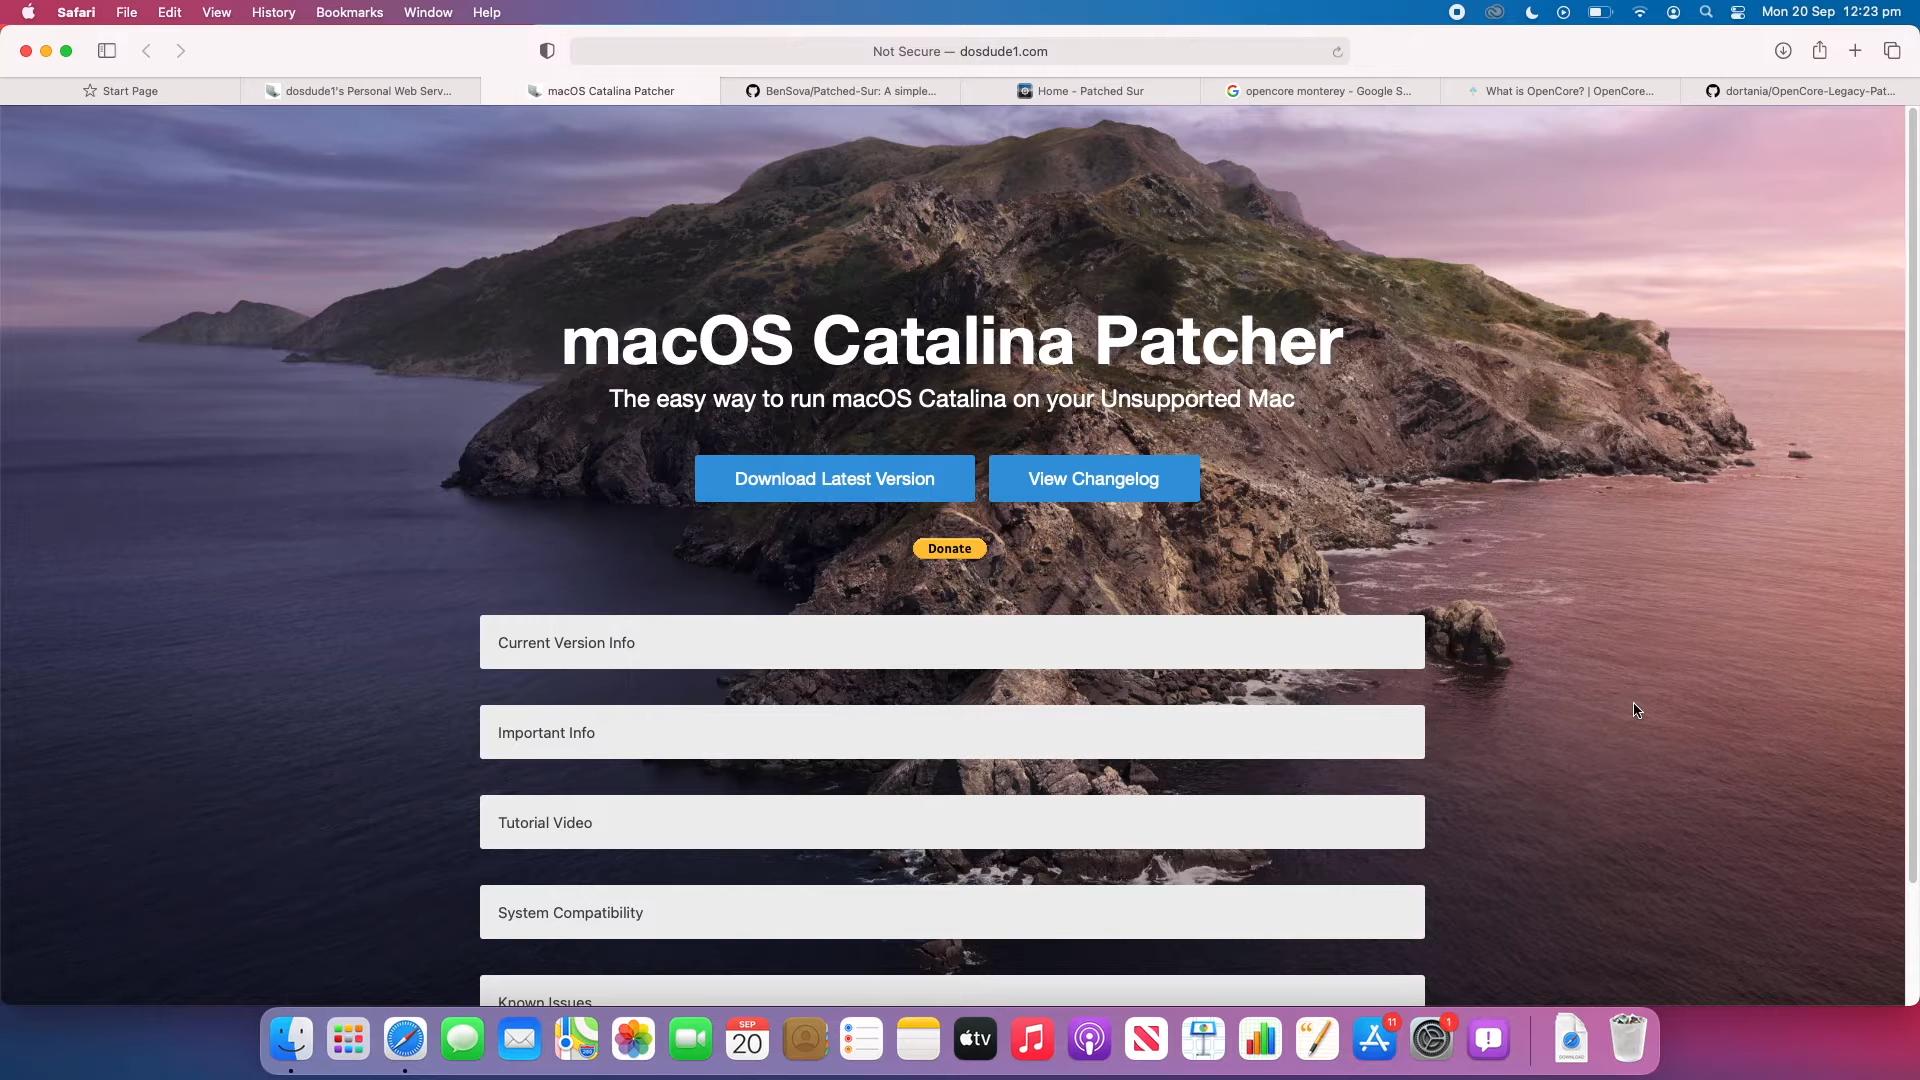 Safari File Edit View History Bookmarks Window Help
Mon 20 Sep 12:23 pm
Not Secure — dosdude1.com
Start Page
dosdude1's Personal Web Serv...
macOS Catalina Patcher
BenSova/Patched-Sur: A simple...
Home - Patched Sur
opencore monterey - Google S...
What is OpenCore? | OpenCore...
dortania/OpenCore-Legacy-Pat...
macOS Catalina Patcher
The easy way to run macOS Catalina on your Unsupported Mac
Download Latest Version
View Changelog
Donate
Current Version Info
Important Info
Tutorial Video
System Compatibility
Known Issues
SEP
20
tv
11
1
DOWNLOAD